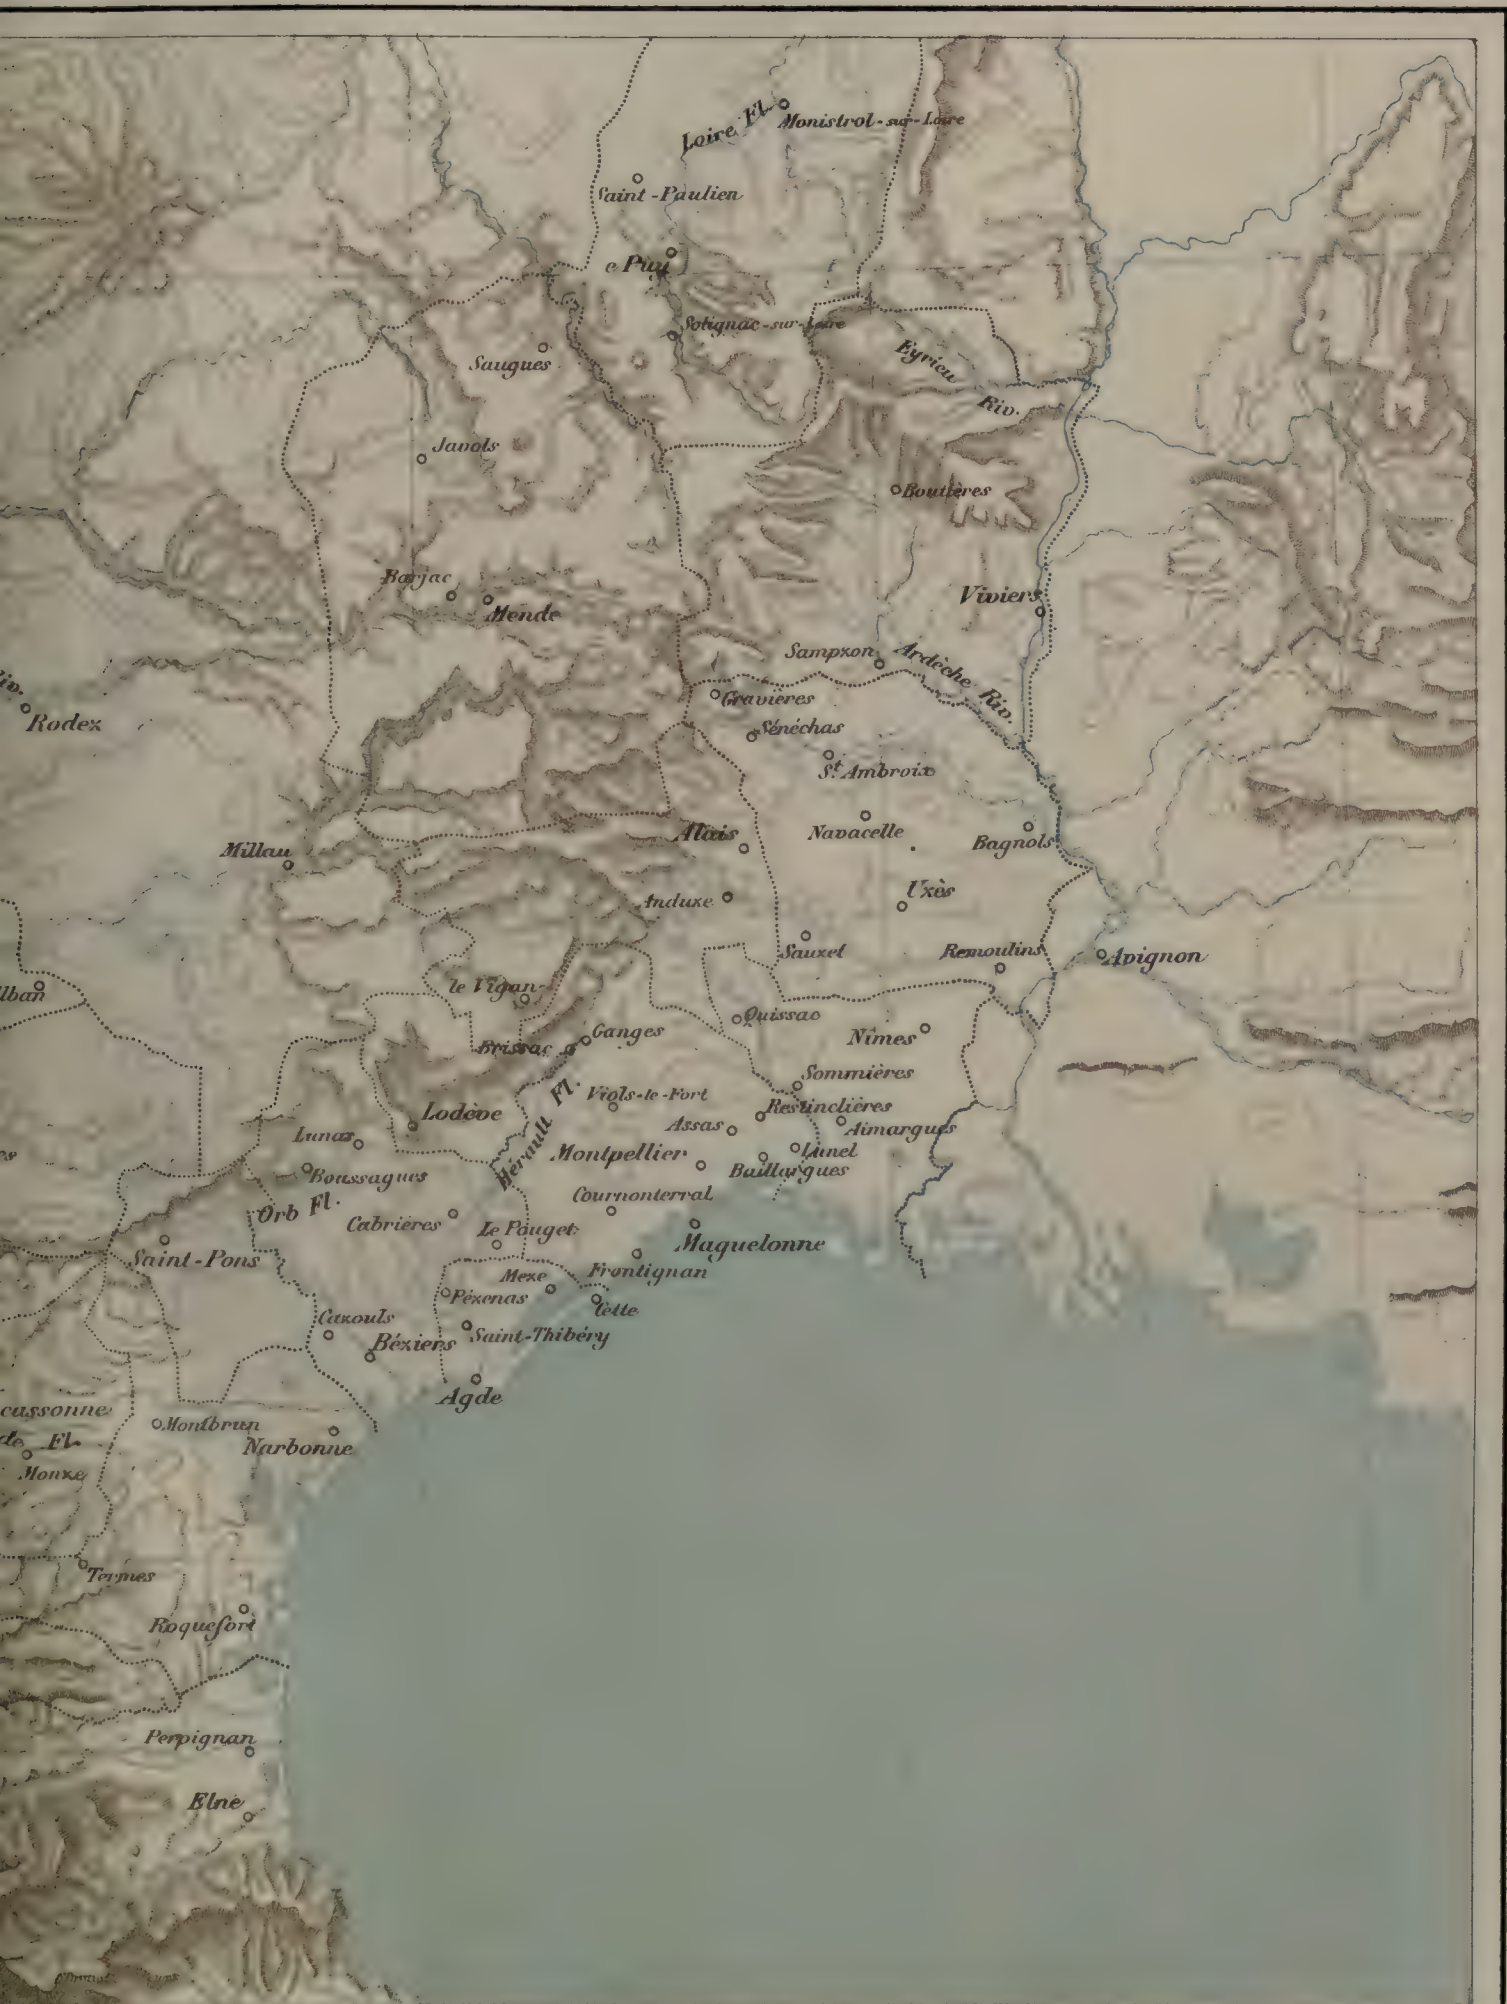 Loire Fl.
Monistrol-sur-Loire
Saint-Paulien
e Puy
Solignac-sur-Loire
Saugues
Eyrieu
Riv.
Javols
Boutières
Barjac
Mende
Viviers
Sampzon
Ardèche Riv.
Gravières
Rodez
Sénéchas
St Ambroix
Navacelle
Alais
Bagnols
Millau
Uzès
Anduze
Sauzet
Remoulins
Avignon
lban
le Vigan
Quissac
Ganges
Nîmes
Brissac
Sommières
Hérault Fl.
Viols-le-Fort
Restinclières
Lodève
Assas
Aimargues
Lunas
Montpellier
Lunel
Baillargues
Boussagues
Orb Fl.
Cournonterral
Cabrières
Le Pouget
Maguelonne
Saint-Pons
Frontignan
Mèze
Pézenas
Cette
Cazouls
Béziers
Saint-Thibéry
Agde
cassonne
Montbrun
de Fl.
Narbonne
Monze
Termes
Roquefort
Perpignan
Elne